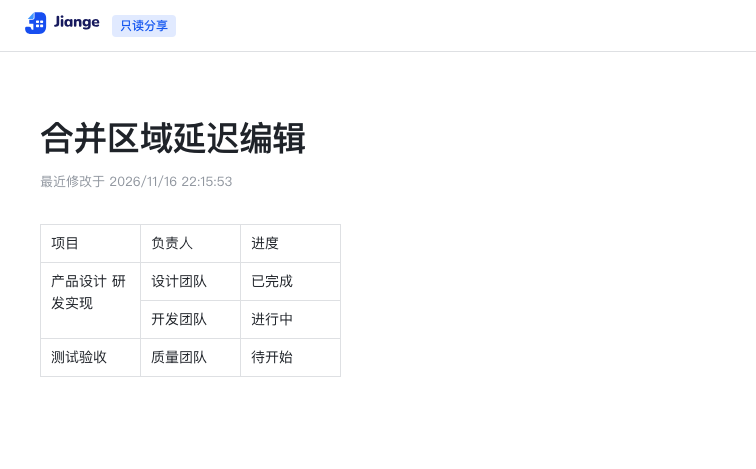 Jiange 只读分享
合并区域延迟编辑
最近修改于 2026/11/16 22:15:53
项目 负责人 进度
产品设计 研 设计团队 已完成
发实现
开发团队 进行中
测试验收 质量团队 待开始